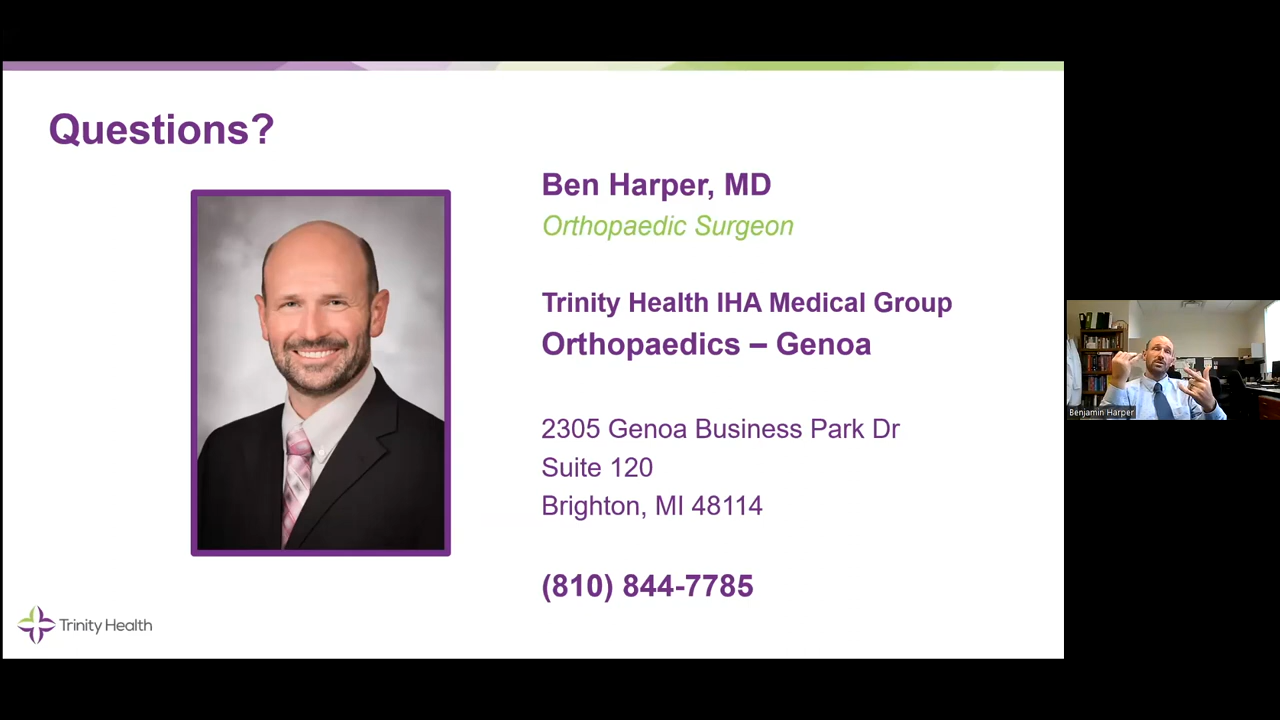 Questions?
Ben Harper, MD
Orthopaedic Surgeon
Trinity Health IHA Medical Group
Orthopaedics – Genoa
2305 Genoa Business Park Dr
Suite 120
Brighton, MI 48114
(810) 844-7785
Trinity Health
Benjamin Harper